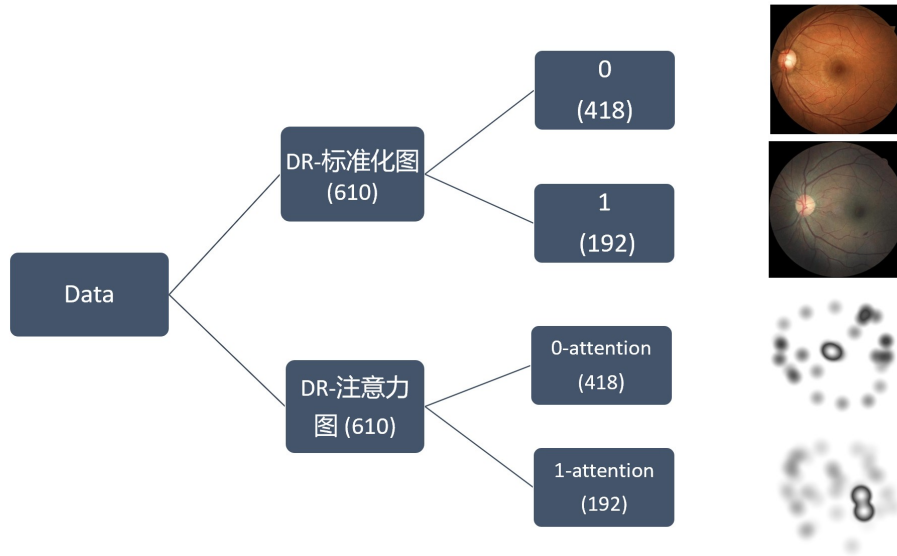 Data
DR-标准化图
(610)
0
(418)
1
(192)
DR-注意力
图 (610)
0-attention
(418)
1-attention
(192)